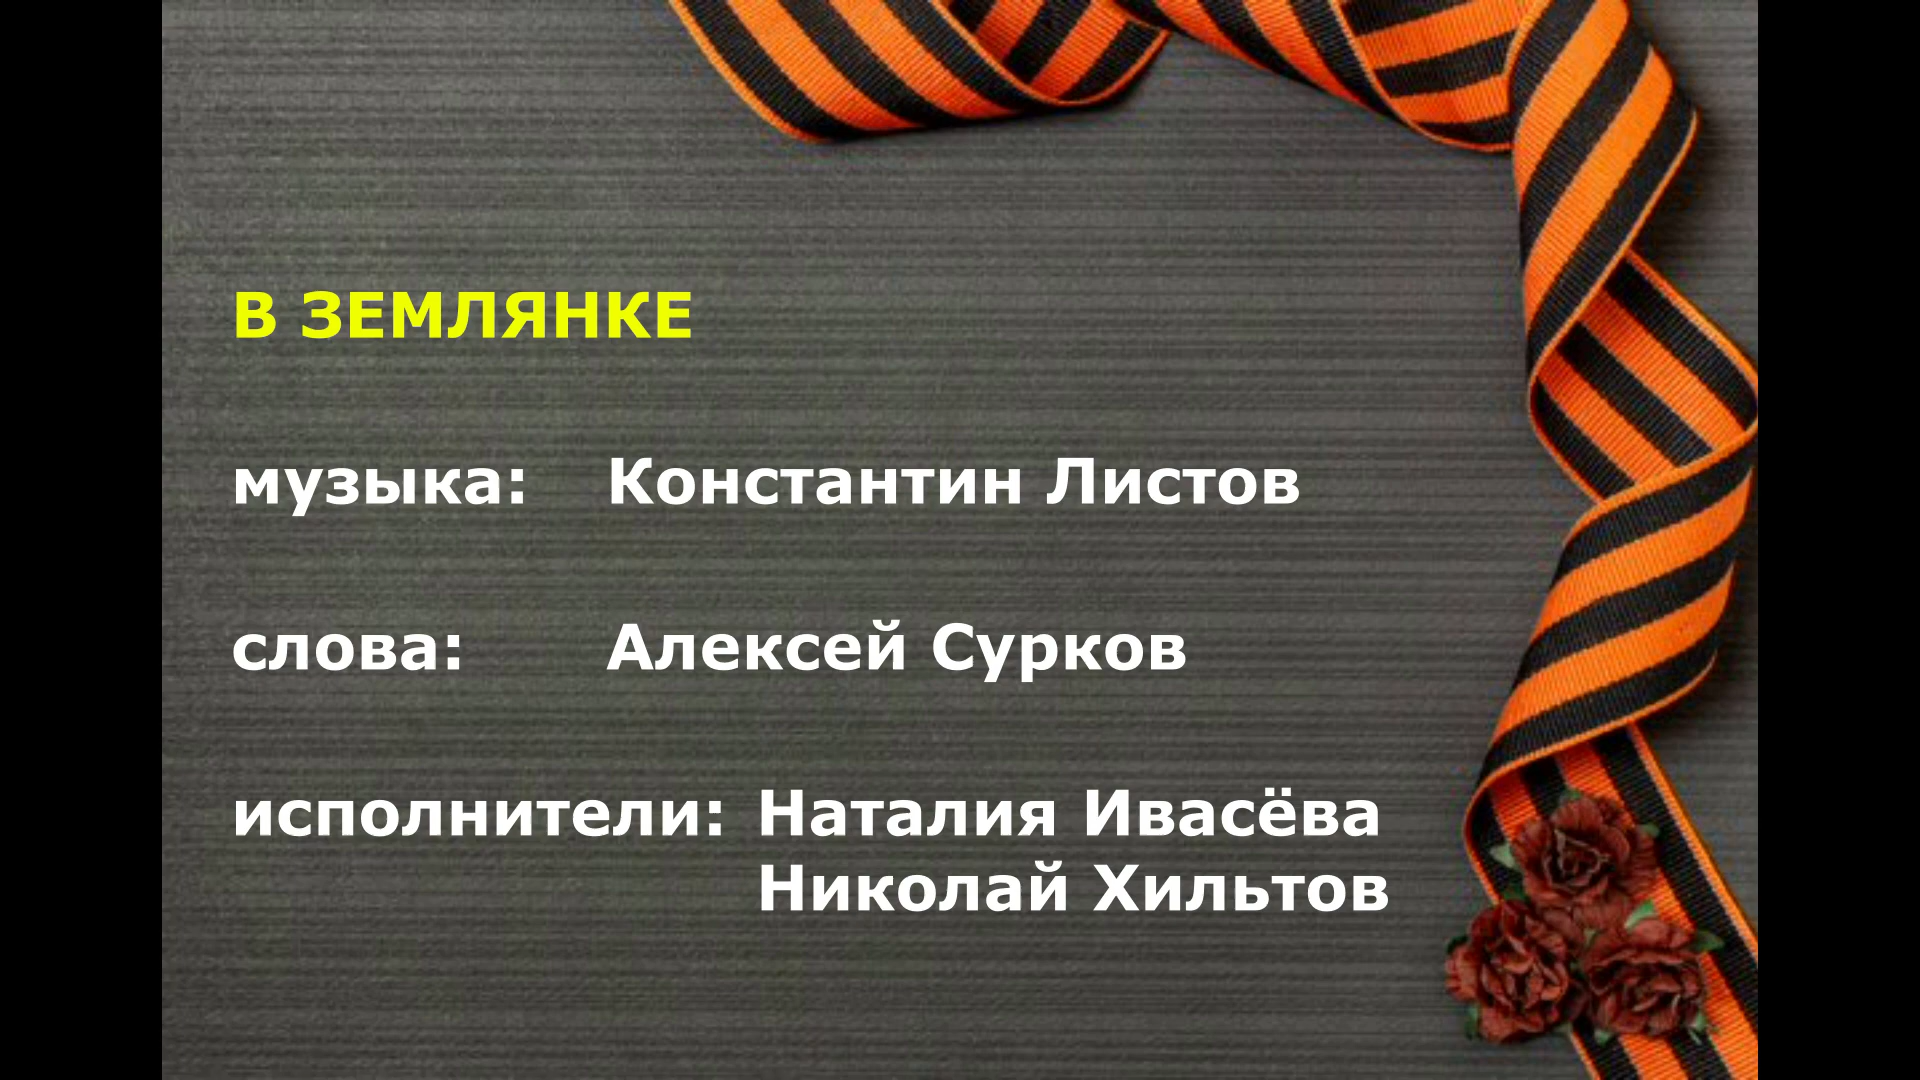 В ЗЕМЛЯНКЕ
музыка: Константин Листов
слова: Алексей Сурков
исполнители: Наталия Ивасёва
Николай Хильтов